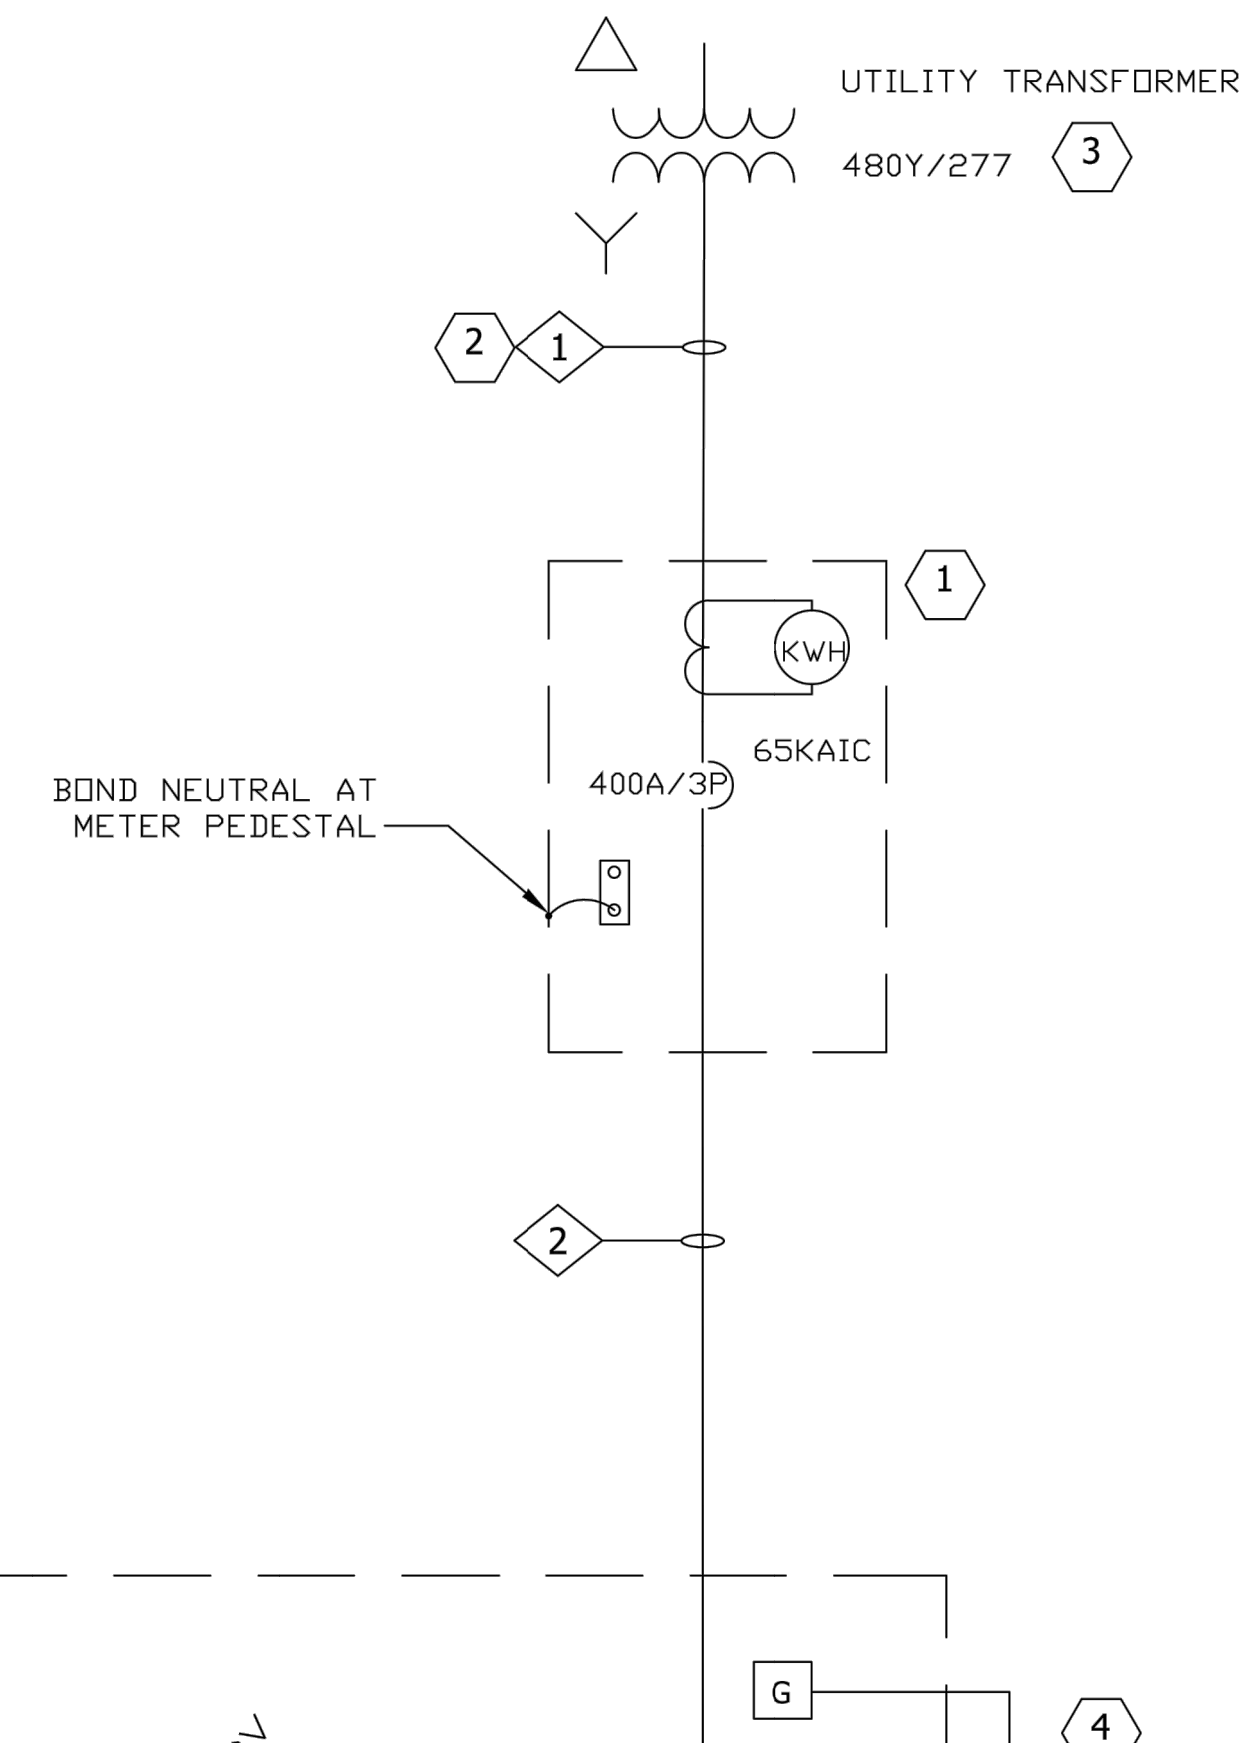 UTILITY TRANSFORMER
480Y/277
3
2
1
1
KWH
65KAIC
400A/3P
BOND NEUTRAL AT
METER PEDESTAL
2
G
4